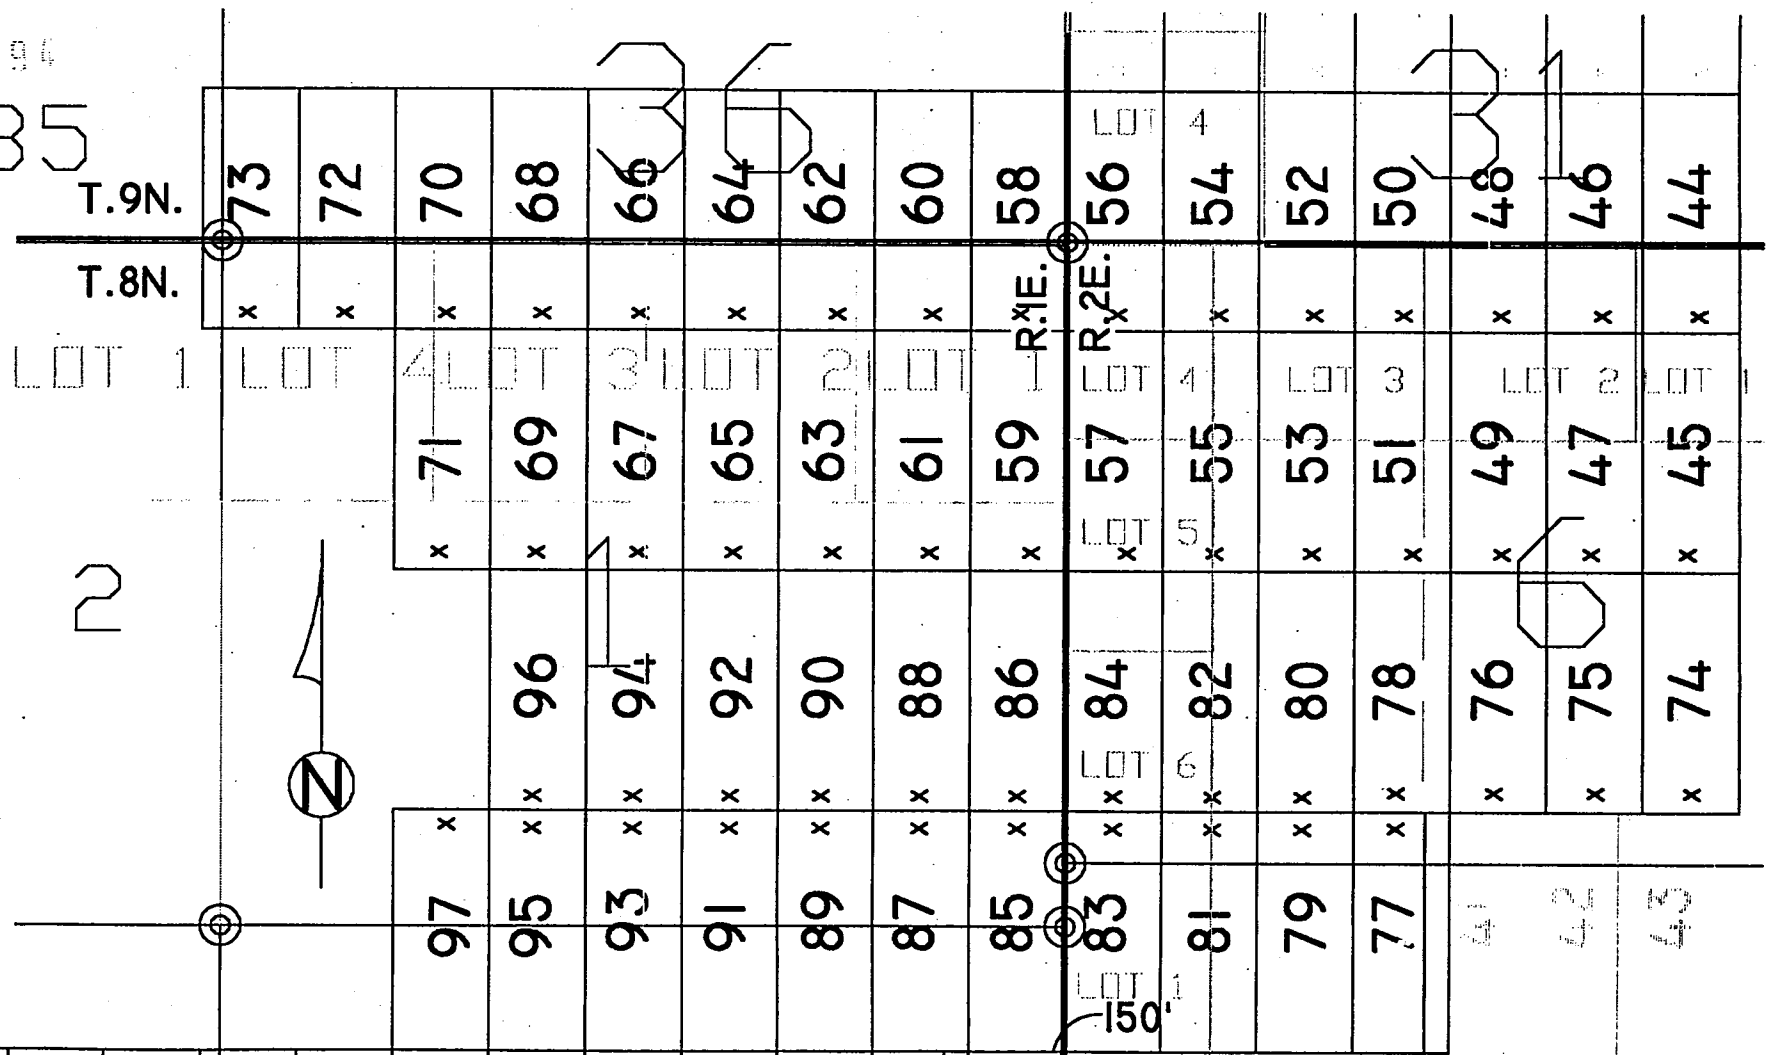 94
36
31
35
LOT 4
T.9N.
73 72 70 68 66 64 62 60 58 56 54 52 50 48 46 44
T.8N.
R.1E. R.2E.
x x x x x x x x x x x x x x x x
LOT 1 LOT 4 LOT 3 LOT 2 LOT 1 LOT 4 LOT 3 LOT 2 LOT 1
71 69 67 65 63 61 59 57 55 53 51 49 47 45
LOT 5
x x x x x x x x x x x x x x
2 1 6
96 94 92 90 88 86 84 82 80 78 76 75 74
LOT 6
N
x x x x x x x x x x x x x
x x x x x x x x x x x
97 95 93 91 89 87 85 83 81 79 77 41 42 43
LOT 1
150'